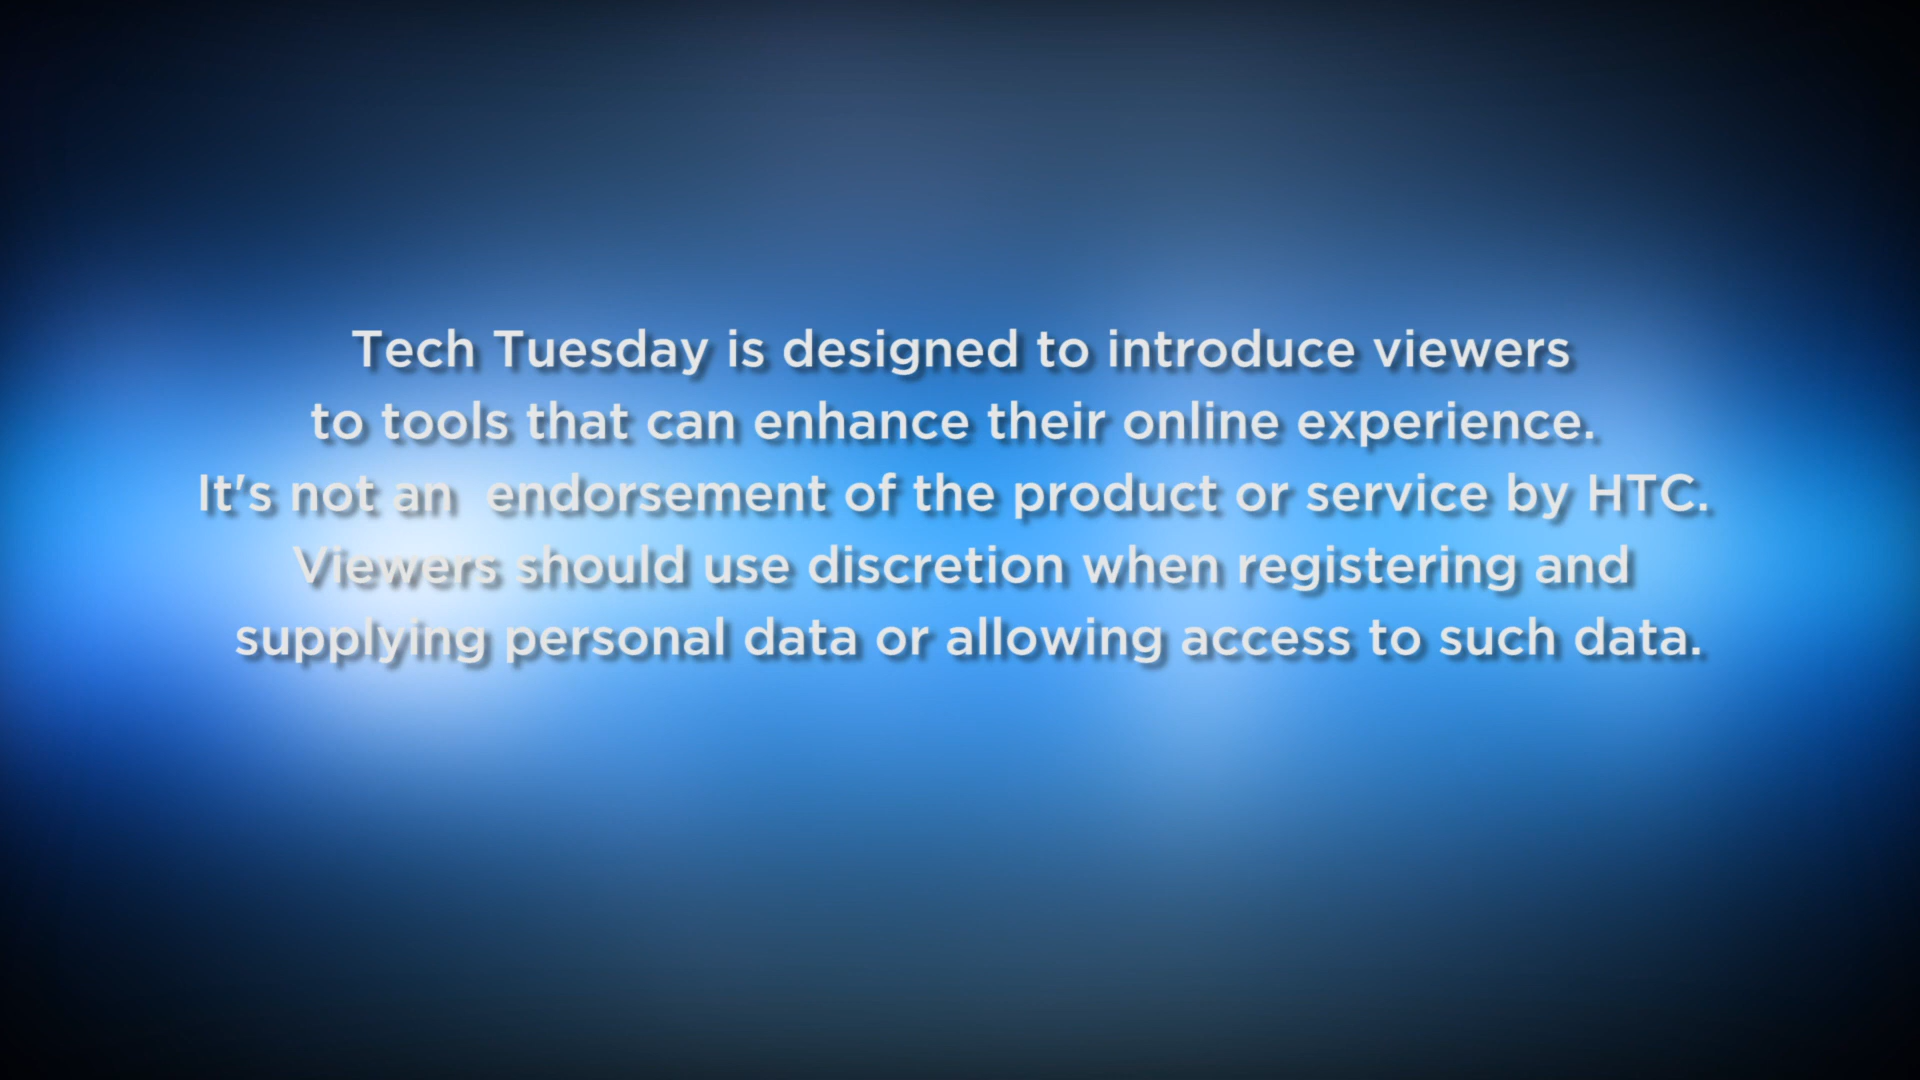 Tech Tuesday is designed to introduce viewers
to tools that can enhance their online experience.
It's not an  endorsement of the product or service by HTC.
Viewers should use discretion when registering and
supplying personal data or allowing access to such data.